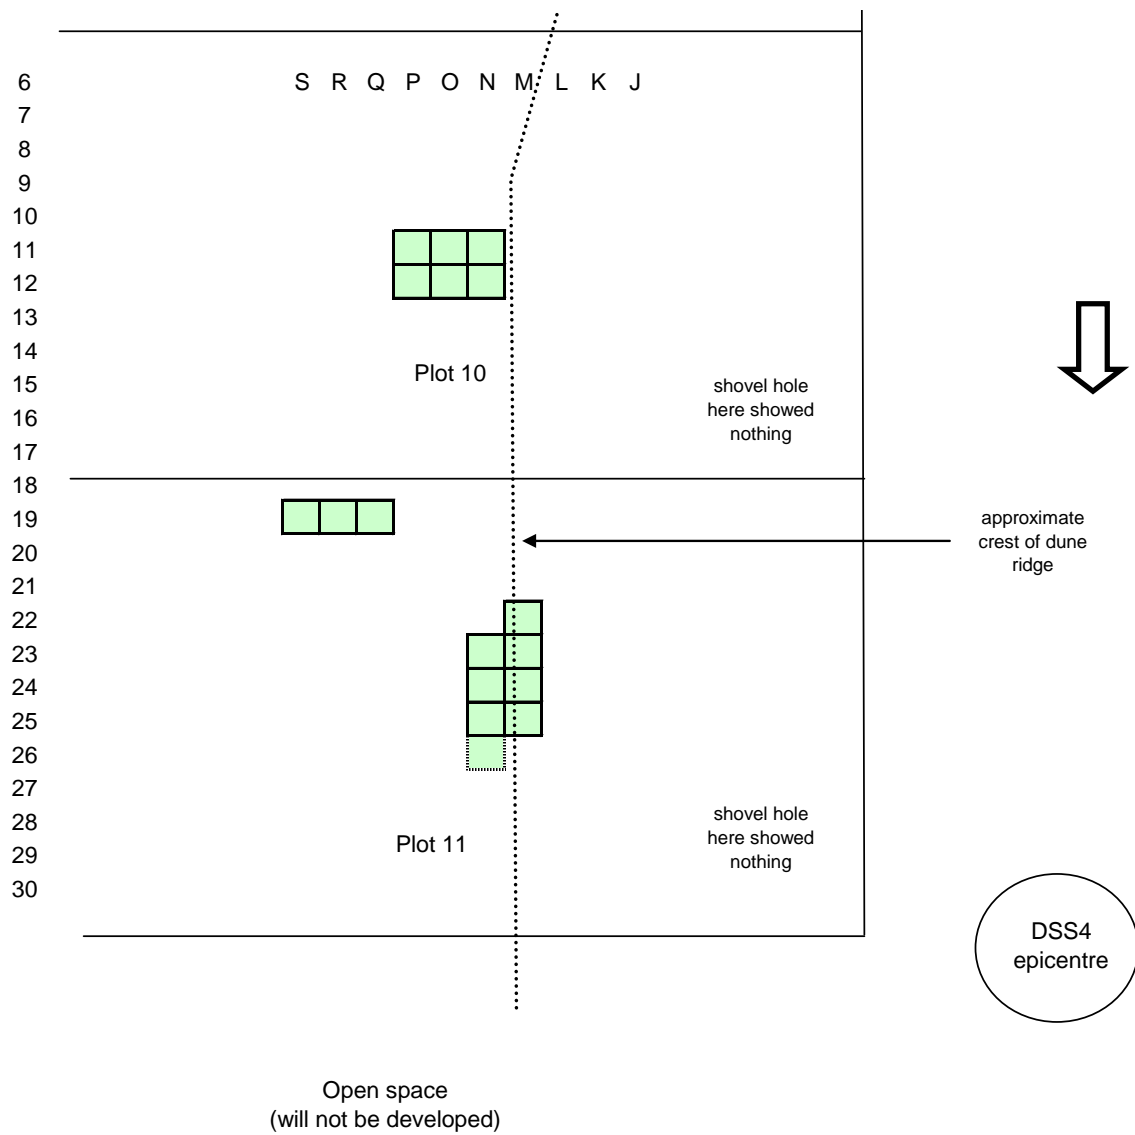 6 S R Q P O N M L K J
7
8
9
10
11
12
13
14
Plot 10
15
shovel hole
here showed
nothing
16
17
18
19
approximate
crest of dune
ridge
20
21
22
23
24
25
26
27
28
shovel hole
here showed
nothing
Plot 11
29
30
DSS4
epicentre
Open space
(will not be developed)